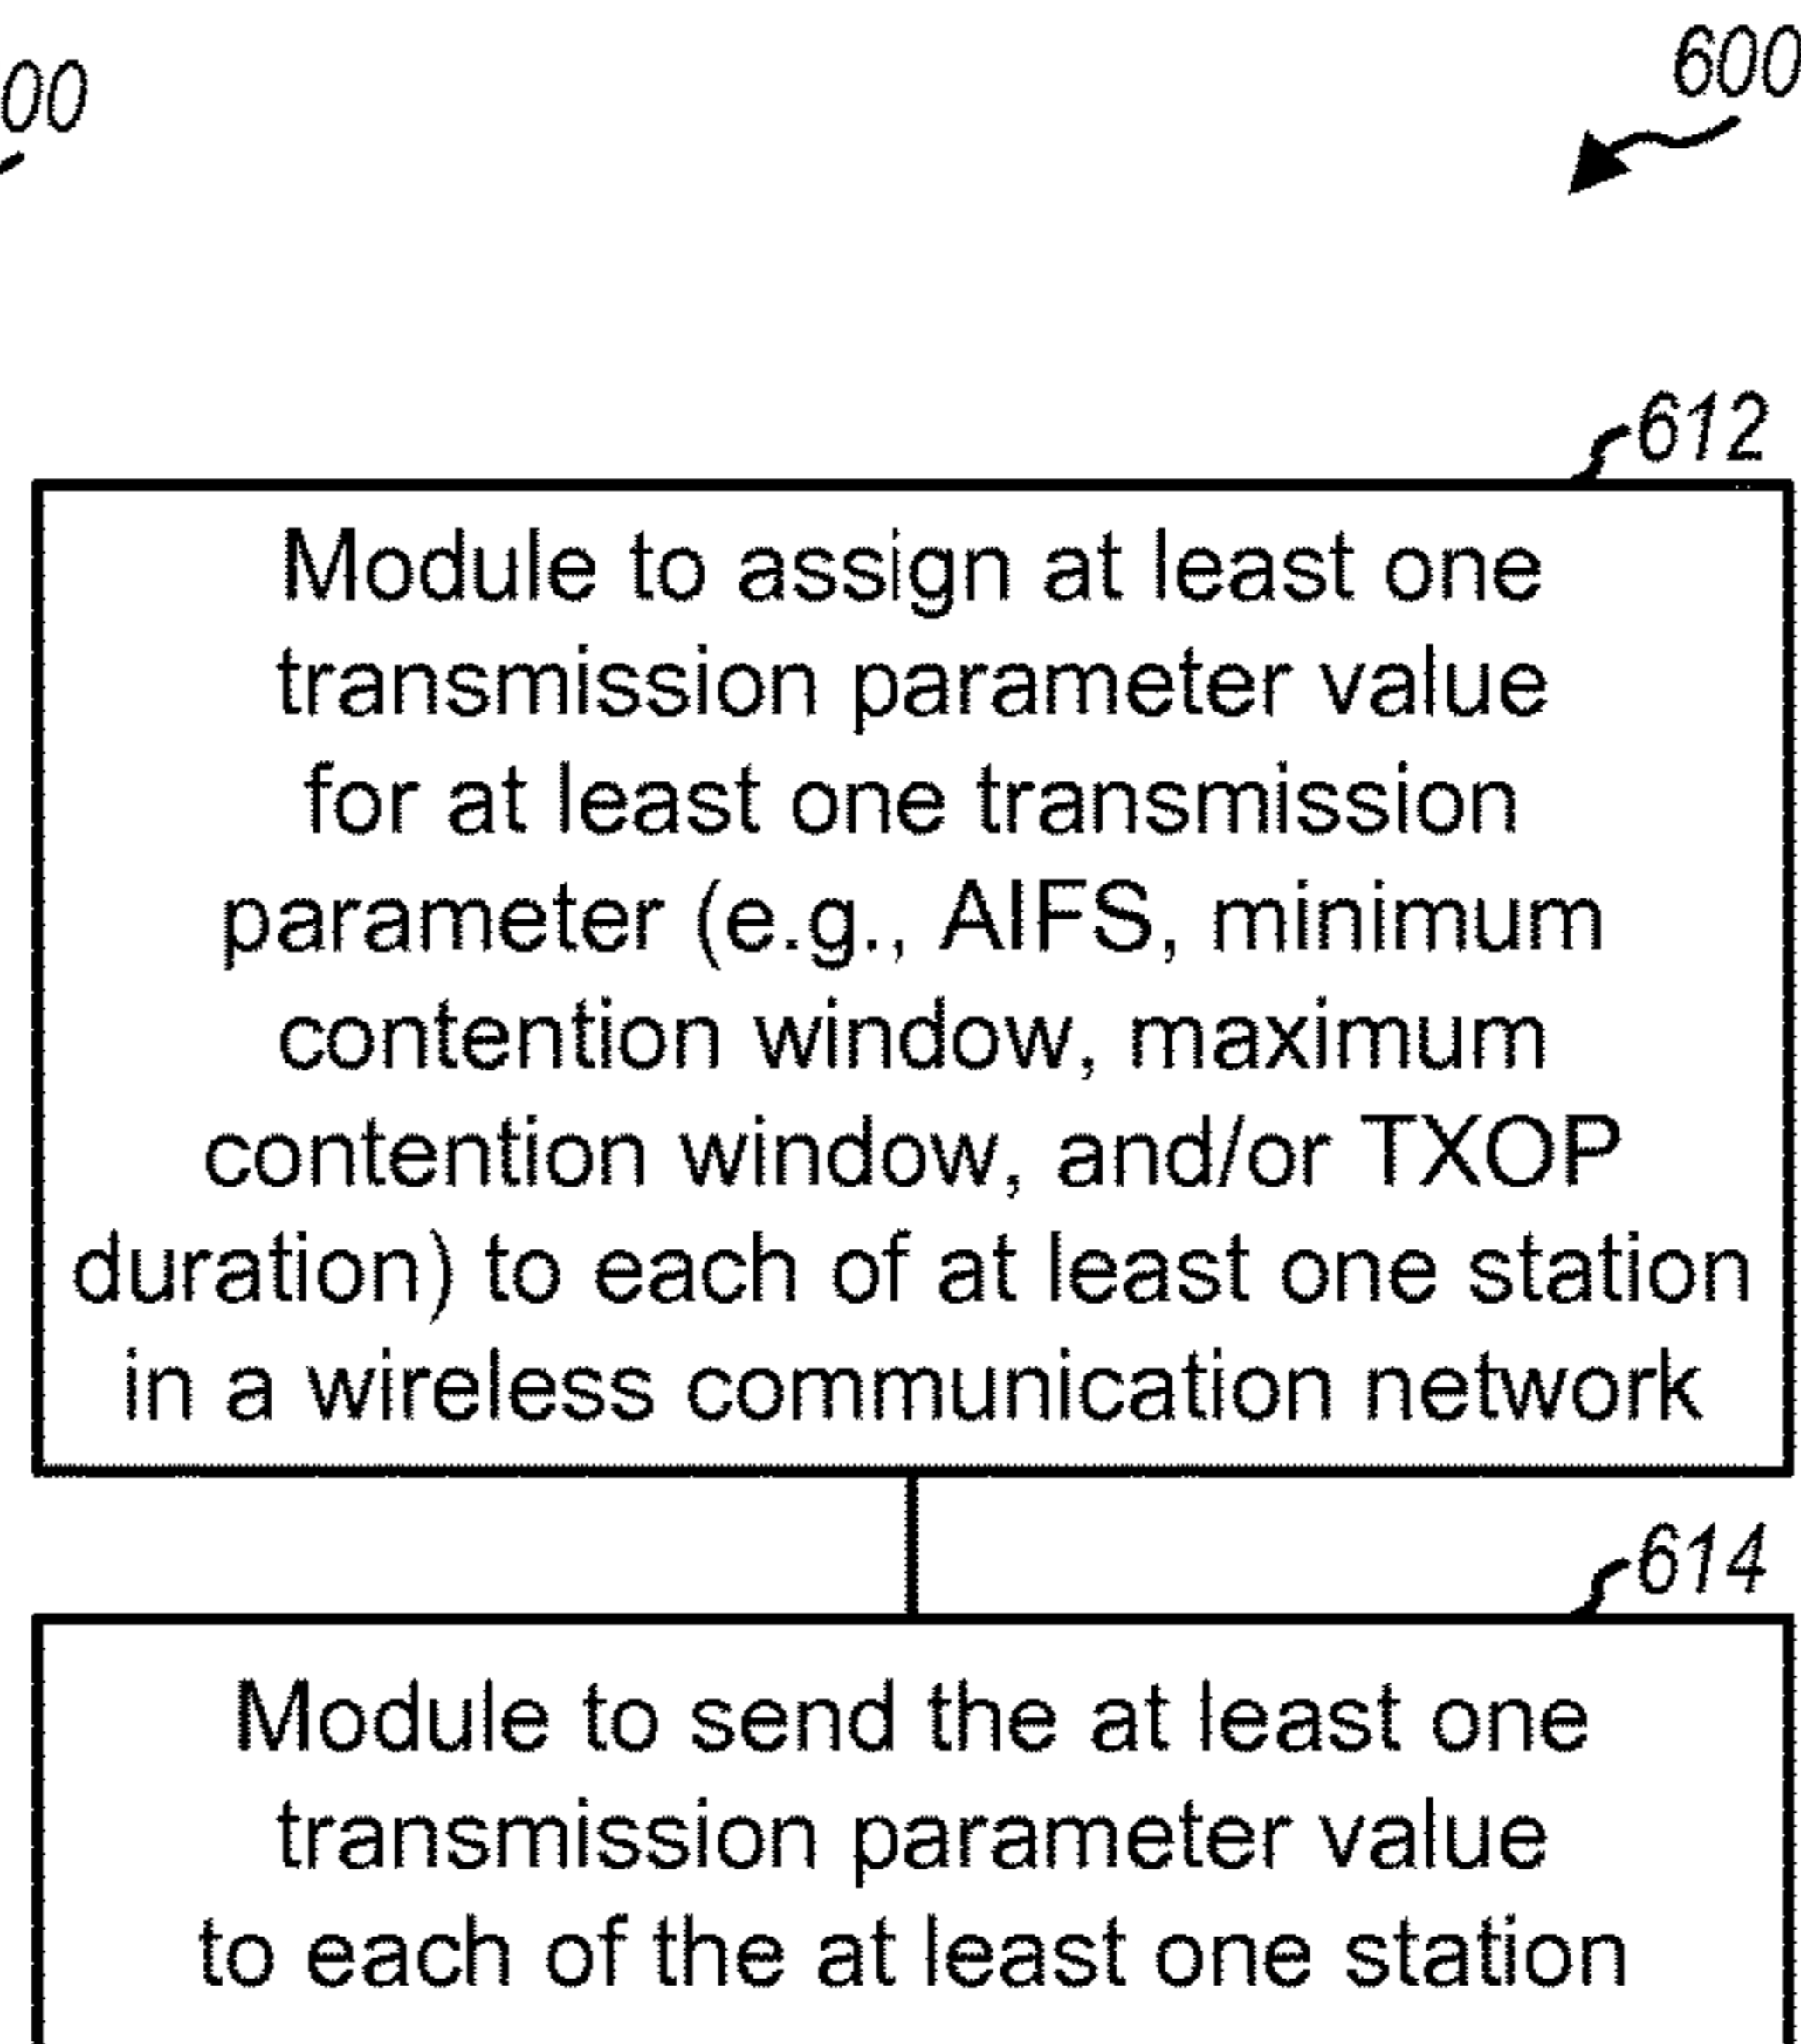 00
600
612
Module to assign at least one
transmission parameter value
for at least one transmission
parameter (e.g., AIFS, minimum
contention window, maximum
contention window, and/or TXOP
duration) to each of at least one station
in a wireless communication network
614
Module to send the at least one
transmission parameter value
to each of the at least one station